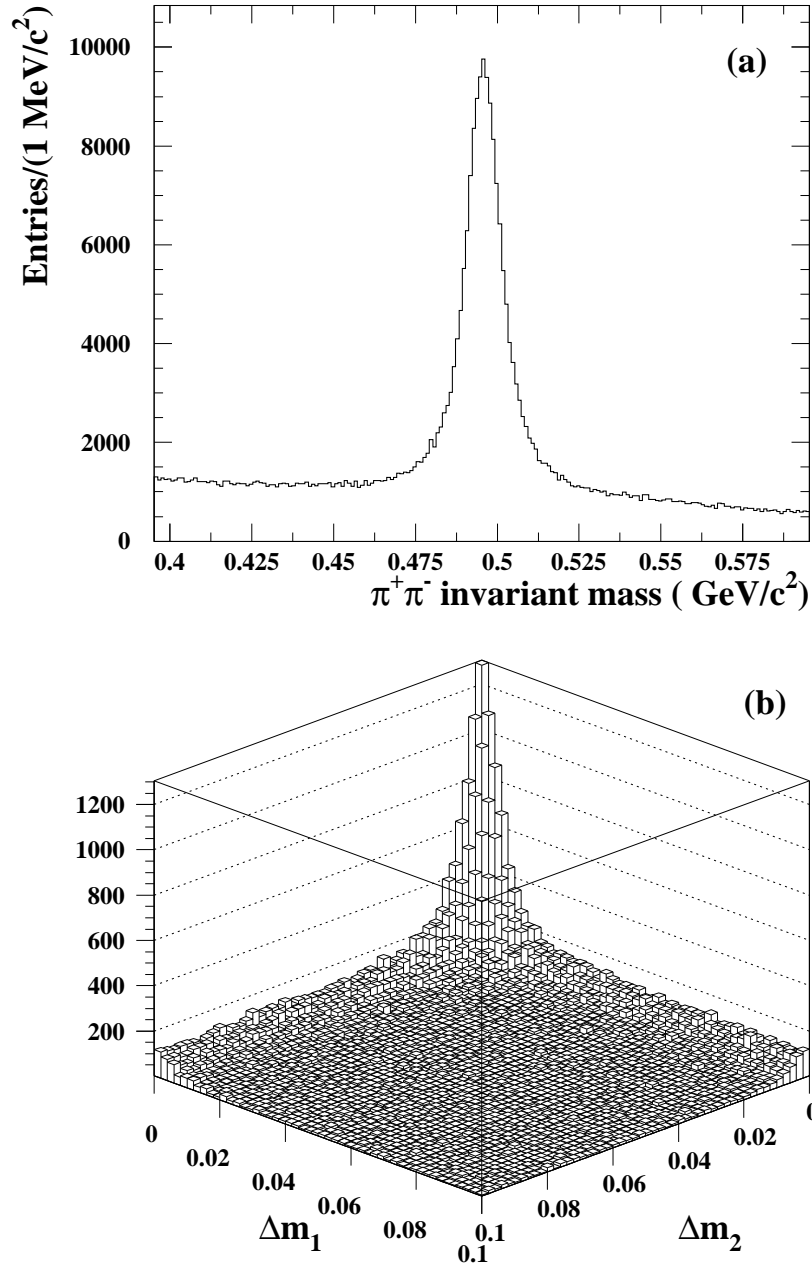 Entries/(1 MeV/c²)
(a)
10000
8000
6000
4000
2000
0
0.4 0.425 0.45 0.475 0.5 0.525 0.55 0.575
π⁺π⁻ invariant mass ( GeV/c²)
(b)
1200
1000
800
600
400
200
0 0.02 0.04 0.06 0.08 0.1
Δm₁
0.1 0.08 0.06 0.04 0.02
Δm₂